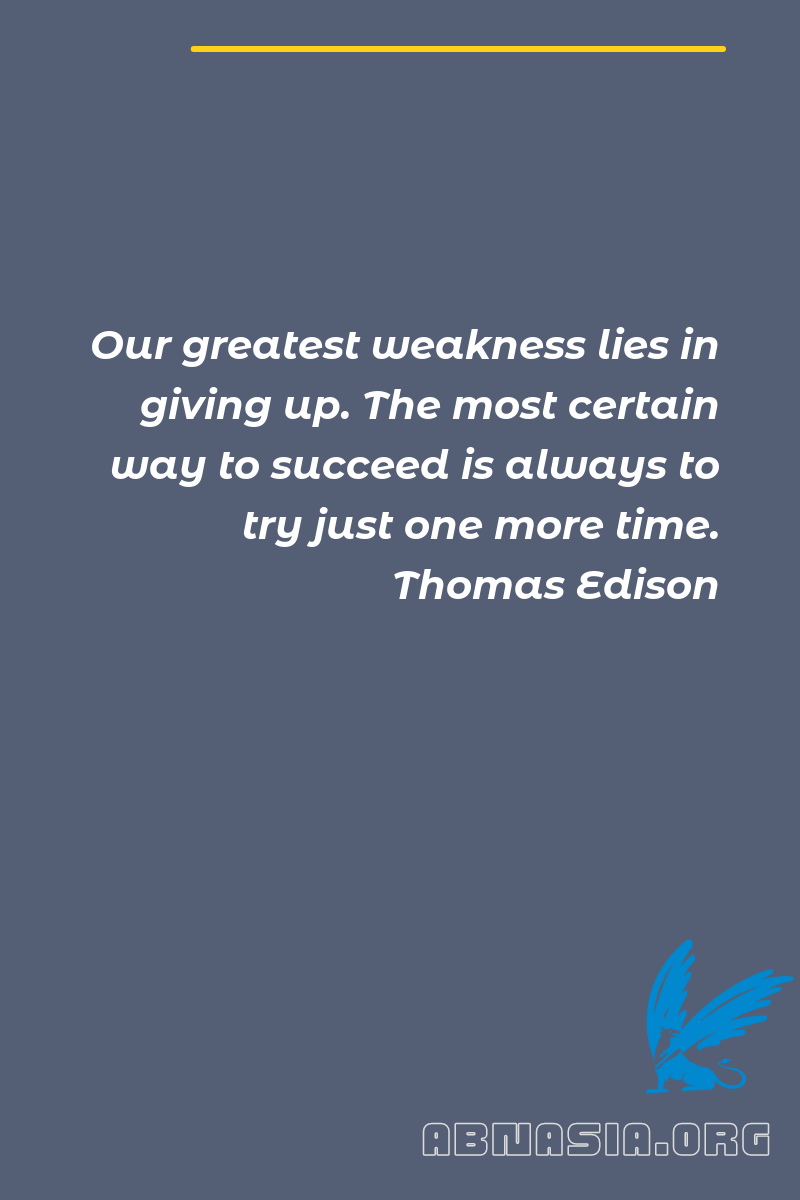 Our greatest weakness lies in
giving up. The most certain
way to succeed is always to
try just one more time.
Thomas Edison
ABNASIA.ORG